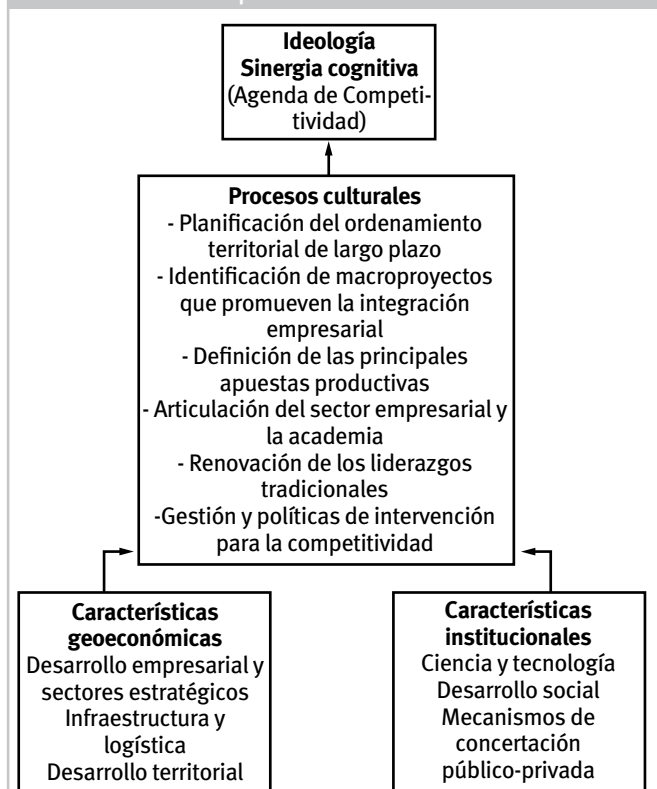 Ideología
Sinergia cognitiva
(Agenda de Competi-
tividad)
Procesos culturales
- Planificación del ordenamiento
territorial de largo plazo
- Identificación de macroproyectos
que promueven la integración
empresarial
- Definición de las principales
apuestas productivas
- Articulación del sector empresarial y
la academia
- Renovación de los liderazgos
tradicionales
-Gestión y políticas de intervención
para la competitividad
Características
geoeconómicas
Desarrollo empresarial y
sectores estratégicos
Infraestructura y
logística
Desarrollo territorial
Características
institucionales
Ciencia y tecnología
Desarrollo social
Mecanismos de
concertación
público-privada